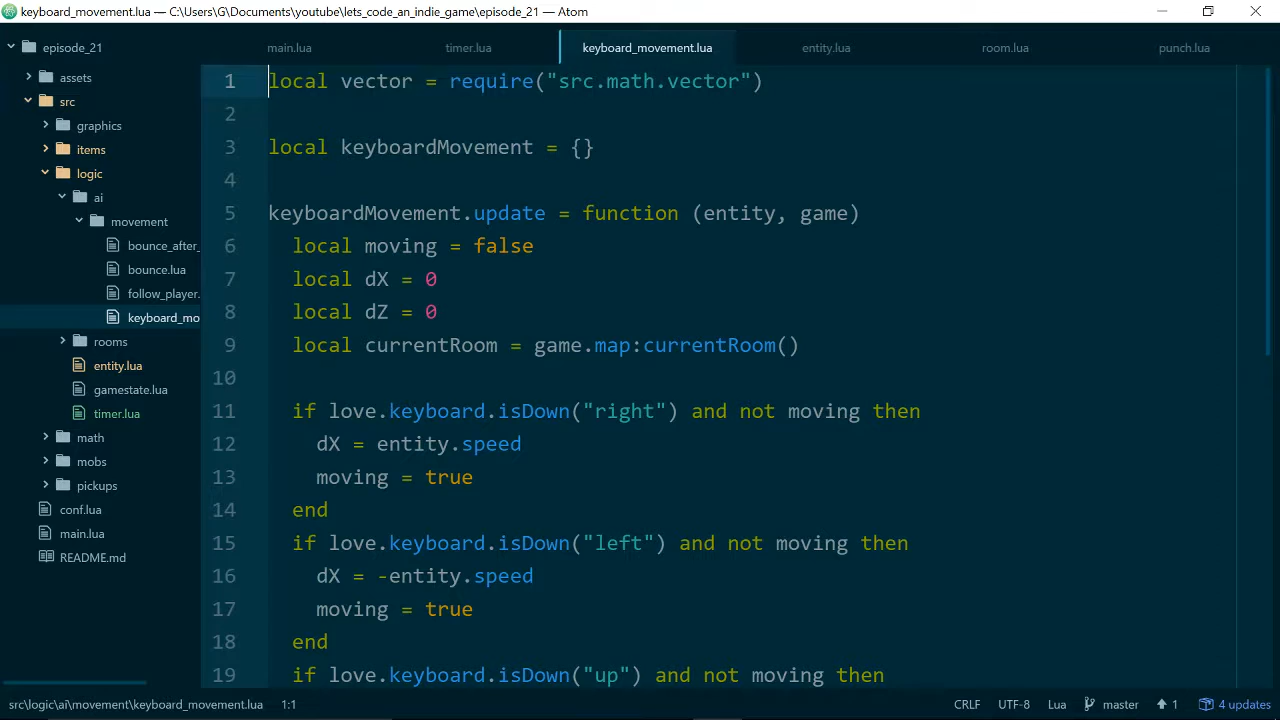 keyboard_movement.lua — C:\Users\G\Documents\youtube\lets_code_an_indie_game\episode_21 — Atom
episode_21
main.lua
timer.lua
keyboard_movement.lua
entity.lua
room.lua
punch.lua
assets
src
graphics
items
logic
ai
movement
bounce_after_
bounce.lua
follow_player.
keyboard_mo
rooms
entity.lua
gamestate.lua
timer.lua
math
mobs
pickups
conf.lua
main.lua
README.md
1 local vector = require("src.math.vector")
2
3 local keyboardMovement = {}
4
5 keyboardMovement.update = function (entity, game)
6 local moving = false
7 local dX = 0
8 local dZ = 0
9 local currentRoom = game.map:currentRoom()
10
11 if love.keyboard.isDown("right") and not moving then
12 dX = entity.speed
13 moving = true
14 end
15 if love.keyboard.isDown("left") and not moving then
16 dX = -entity.speed
17 moving = true
18 end
19 if love.keyboard.isDown("up") and not moving then
src\logic\ai\movement\keyboard_movement.lua 1:1 CRLF UTF-8 Lua master 1 4 updates